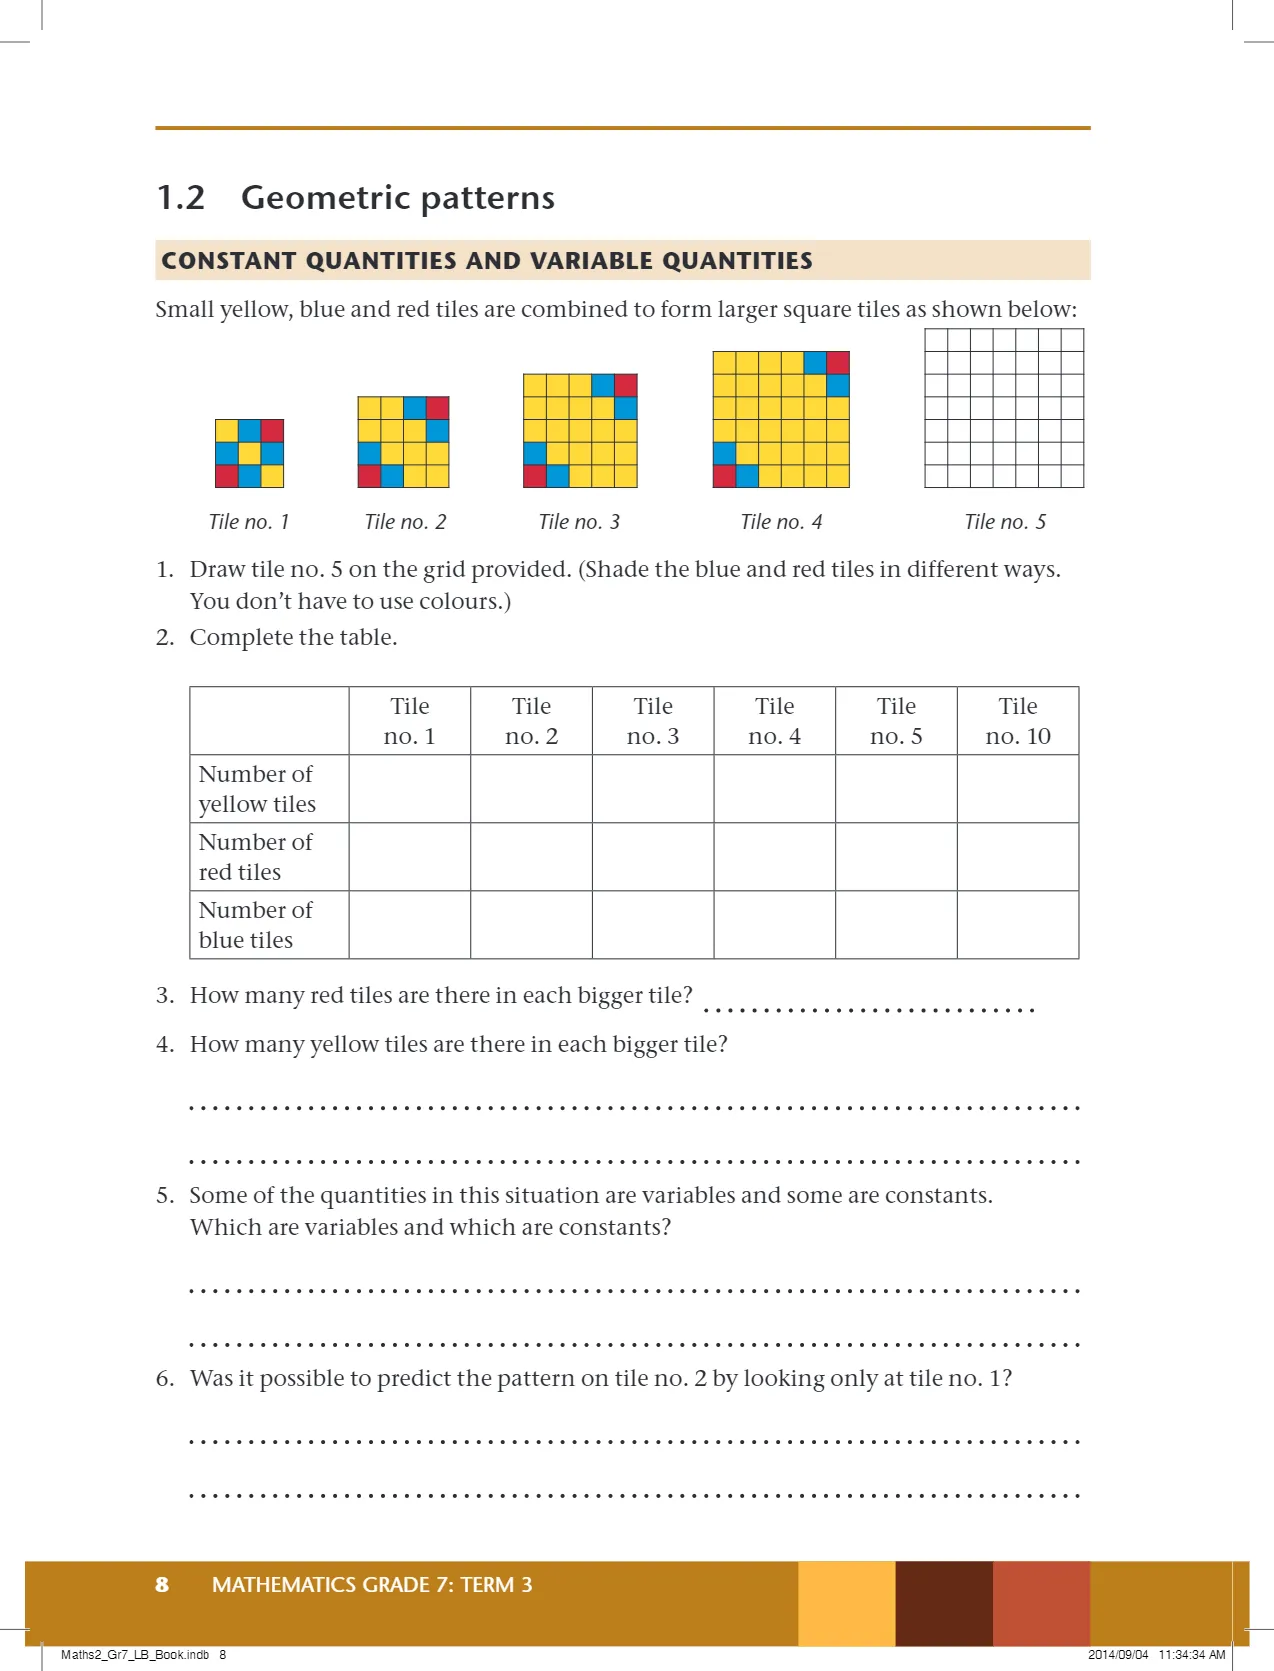 1.2 Geometric patterns
CONSTANT QUANTITIES AND VARIABLE QUANTITIES
Small yellow, blue and red tiles are combined to form larger square tiles as shown below:
Tile no. 1 Tile no. 2 Tile no. 3 Tile no. 4 Tile no. 5
1. Draw tile no. 5 on the grid provided. (Shade the blue and red tiles in different ways.
You don’t have to use colours.)
2. Complete the table.
Tile no. 1 Tile no. 2 Tile no. 3 Tile no. 4 Tile no. 5 Tile no. 10
Number of
yellow tiles
Number of
red tiles
Number of
blue tiles
3. How many red tiles are there in each bigger tile?
4. How many yellow tiles are there in each bigger tile?
5. Some of the quantities in this situation are variables and some are constants.
Which are variables and which are constants?
6. Was it possible to predict the pattern on tile no. 2 by looking only at tile no. 1?
8 MATHEMATICS GRADE 7: TERM 3
Maths2_Gr7_LB_Book.indb 8 2014/09/04 11:34:34 AM